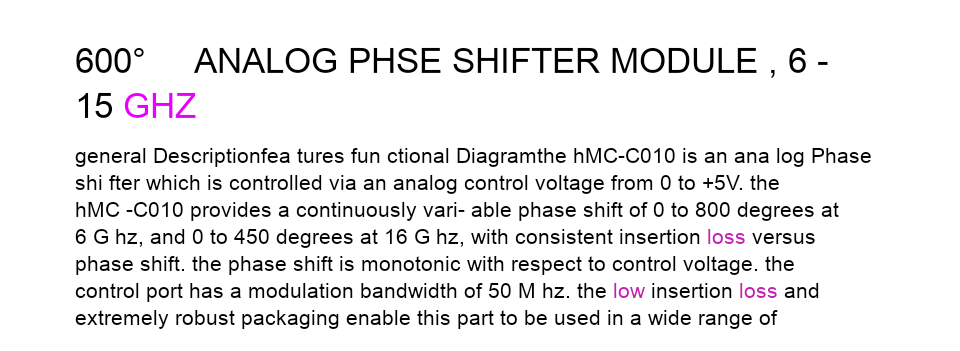 600° ANALOG PHSE SHIFTER MODULE , 6 -
15 GHZ
general Descriptionfea tures fun ctional Diagramthe hMC-C010 is an ana log Phase
shi fter which is controlled via an analog control voltage from 0 to +5V. the
hMC -C010 provides a continuously vari- able phase shift of 0 to 800 degrees at
6 G hz, and 0 to 450 degrees at 16 G hz, with consistent insertion loss versus
phase shift. the phase shift is monotonic with respect to control voltage. the
control port has a modulation bandwidth of 50 M hz. the low insertion loss and
extremely robust packaging enable this part to be used in a wide range of